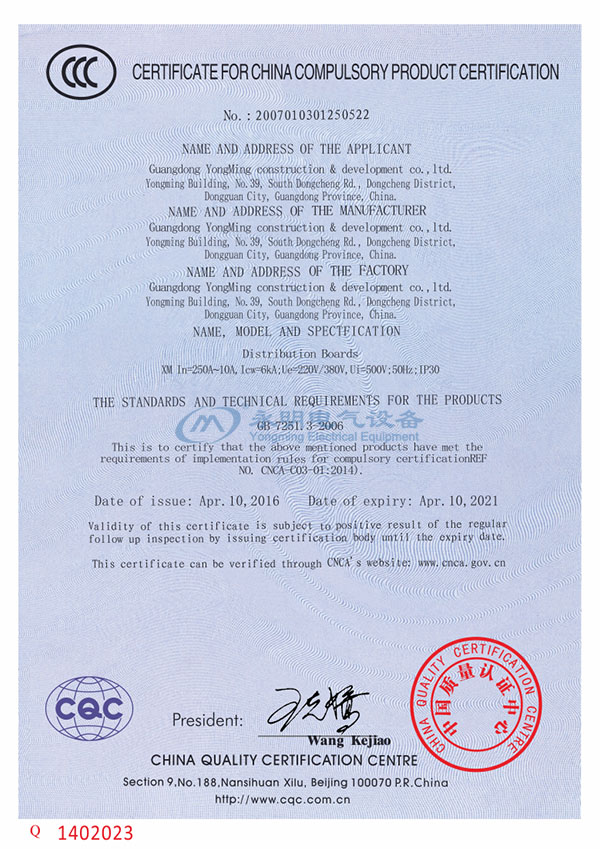 CCC
CERTIFICATE FOR CHINA COMPULSORY PRODUCT CERTIFICATION
No.: 2007010301250522
NAME AND ADDRESS OF THE APPLICANT
Guangdong YongMing construction & development co.,ltd.
Yongming Building, No.39, South Dongcheng Rd., Dongcheng District,
Dongguan City, Guangdong Province, China.
NAME AND ADDRESS OF THE MANUFACTURER
Guangdong YongMing construction & development co.,ltd.
Yongming Building, No.39, South Dongcheng Rd., Dongcheng District,
Dongguan City, Guangdong Province, China.
NAME AND ADDRESS OF THE FACTORY
Guangdong YongMing construction & development co.,ltd.
Yongming Building, No.39, South Dongcheng Rd., Dongcheng District,
Dongguan City, Guangdong Province, China.
NAME, MODEL AND SPECTFICATION
Distribution Boards
XM In=250A~10A,Icw=6kA;Ue=220V/380V,Ui=500V;50Hz;IP30
THE STANDARDS AND TECHNICAL REQUIREMENTS FOR THE PRODUCTS
永明电气设备
GB 7251.3-2006
Yongming Electrical Equipment
This is to certify that the above mentioned products have met the
requirements of implementation rules for compulsory certificationREF
NO. CNCA-C03-01:2014).
Date of issue: Apr.10,2016 Date of expiry: Apr.10,2021
Validity of this certificate is subject to positive result of the regular
follow up inspection by issuing certification body until the expiry date.
This certificate can be verified through CNCA's website: www.cnca.gov.cn
CHINA QUALITY CERTIFICATION CENTRE
中国质量认证中心
CQC
President:
Wang Kejiao
CHINA QUALITY CERTIFICATION CENTRE
Section 9,No.188,Nansihuan Xilu, Beijing 100070 P.R.China
http://www.cqc.com.cn
Q 1402023